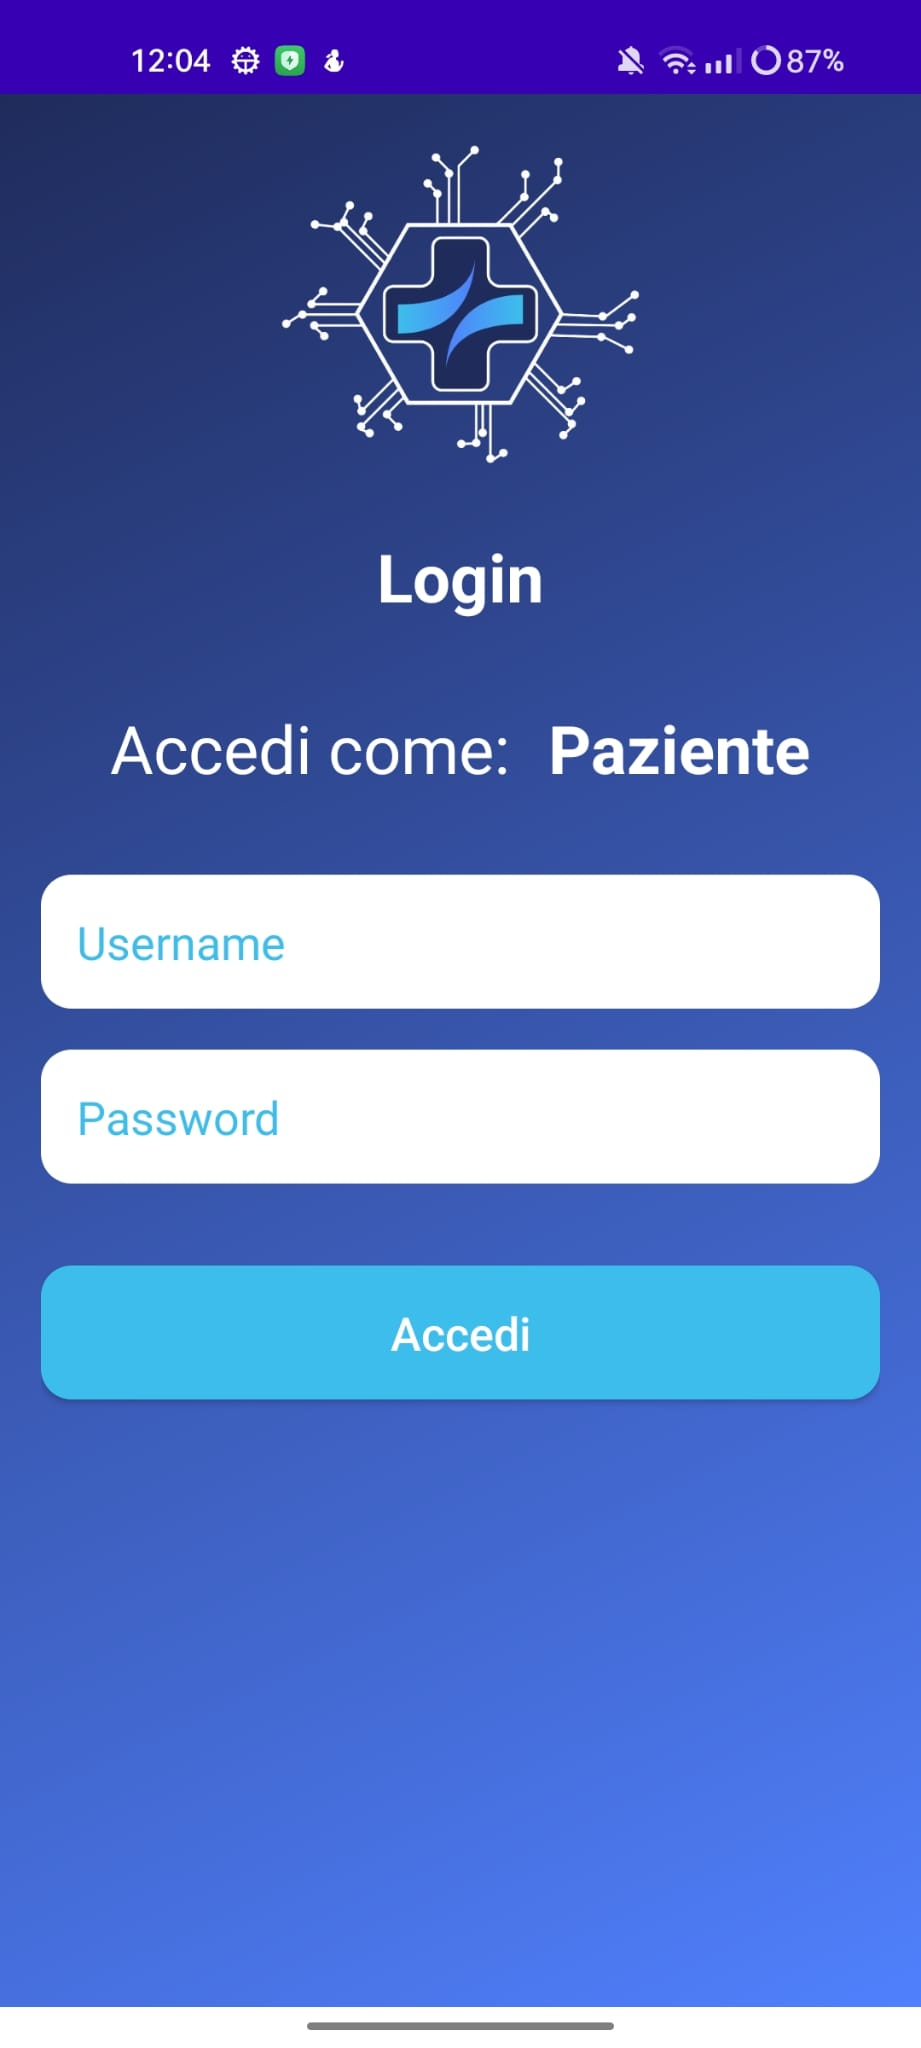 12:04 87%
Login
Accedi come: Paziente
Username
Password
Accedi